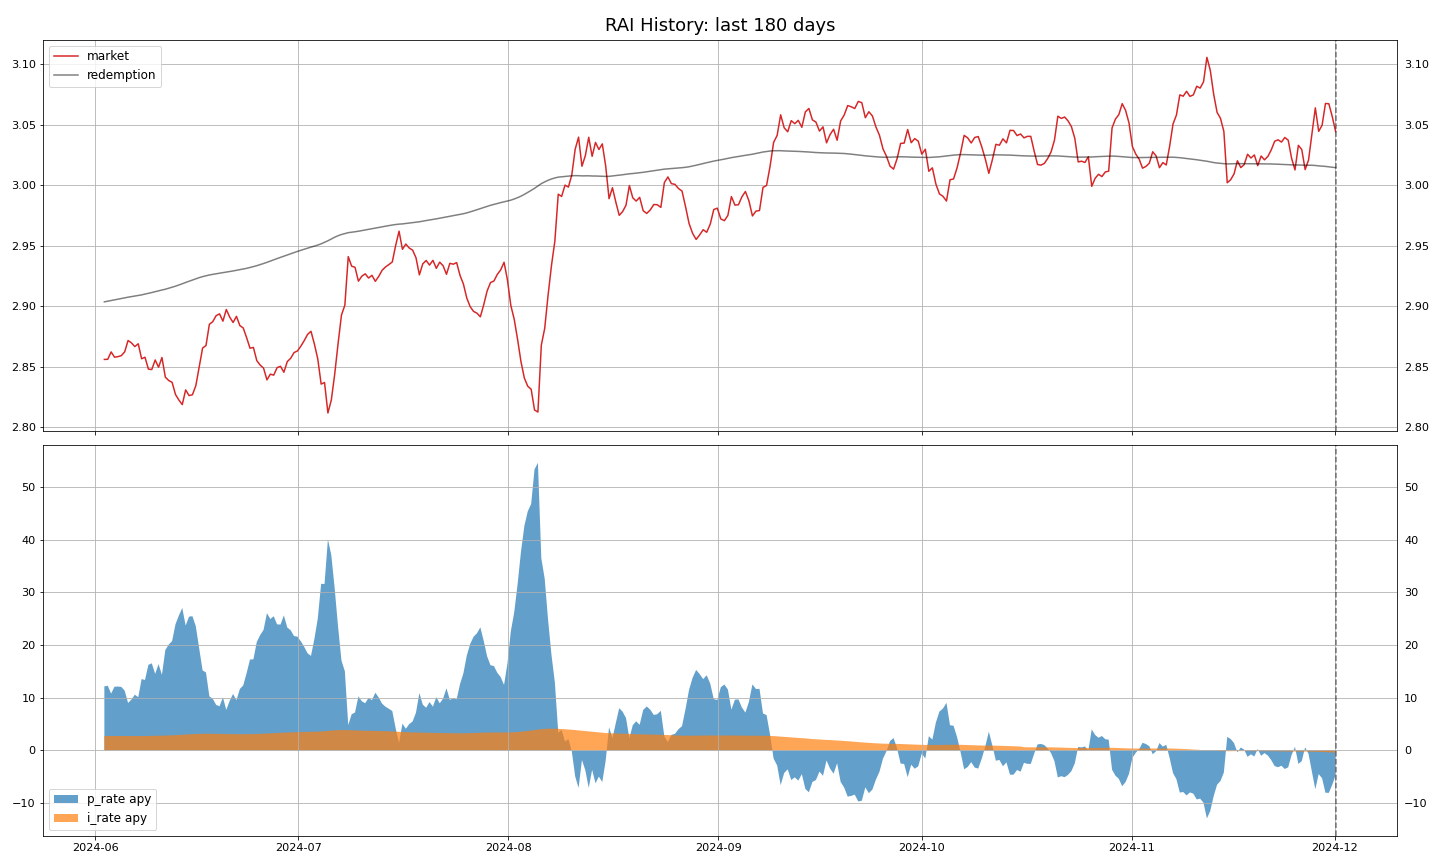 RAI History: last 180 days
market
redemption
3.10 3.10
3.05 3.05
3.00 3.00
2.95 2.95
2.90 2.90
2.85 2.85
2.80 2.80
50 50
40 40
30 30
20 20
10 10
0 0
−10 −10
p_rate apy
i_rate apy
2024-06 2024-07 2024-08 2024-09 2024-10 2024-11 2024-12